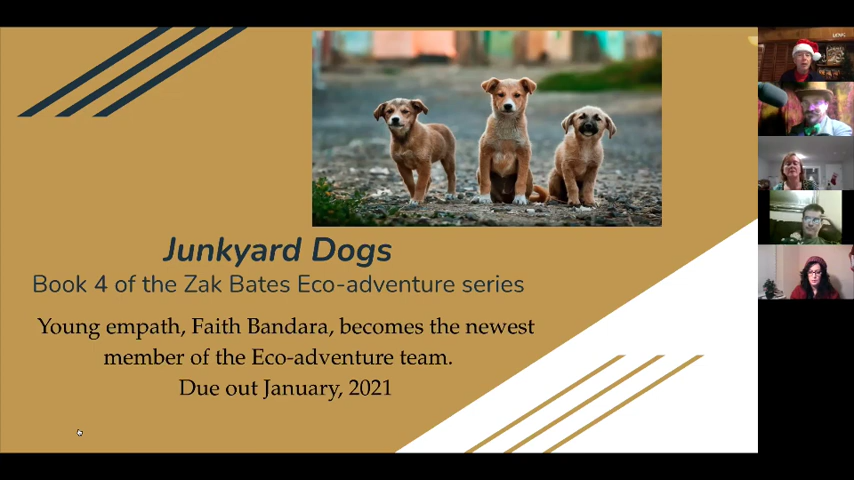 Junkyard Dogs
Book 4 of the Zak Bates Eco-adventure series
Young empath, Faith Bandara, becomes the newest
member of the Eco-adventure team.
Due out January, 2021